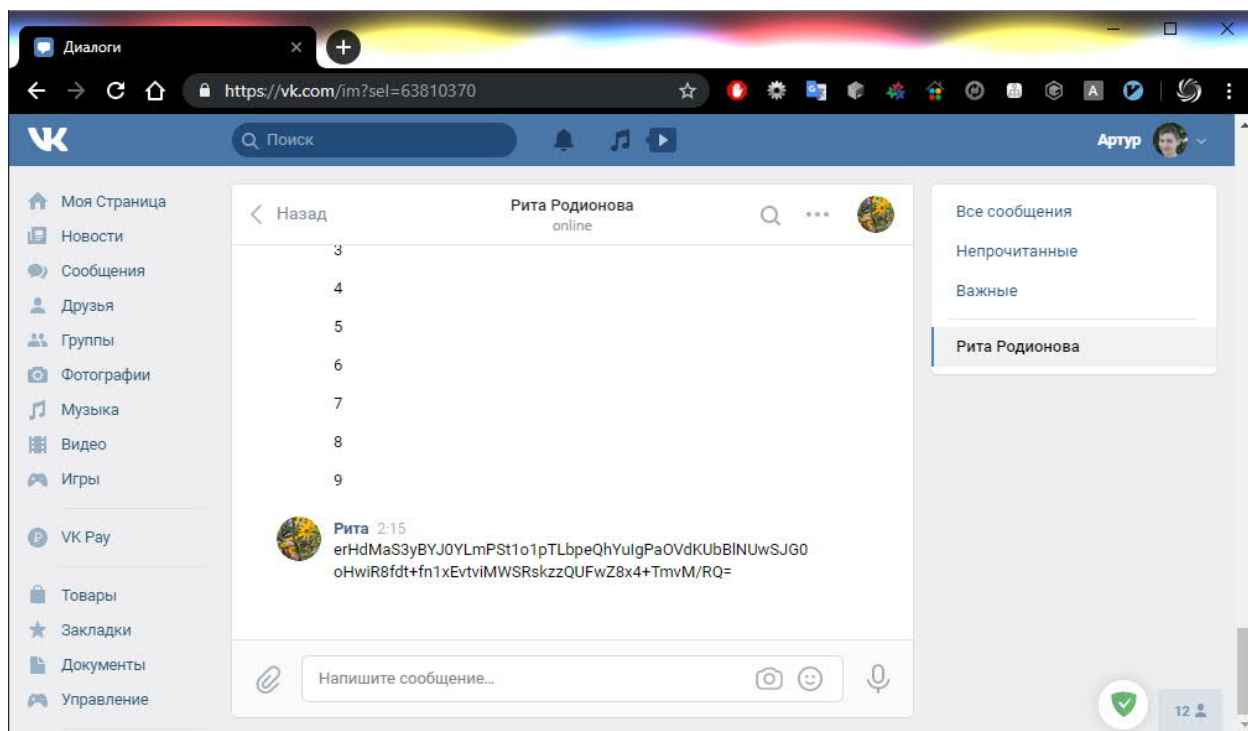 Диалоги
https://vk.com/im?sel=63810370
Поиск
Артур
Моя Страница
Новости
Сообщения
Друзья
Группы
Фотографии
Музыка
Видео
Игры
VK Pay
Товары
Закладки
Документы
Управление
Назад
Рита Родионова
online
3
4
5
6
7
8
9
Рита 2:15
erHdMaS3yBYJ0YLmPSt1o1pTLbpeQhYuIgPaOVdKUbBlNUwSJG0
oHwiR8fdt+fn1xEvtviMWSRskzzQUFwZ8x4+TmvM/RQ=
Напишите сообщение...
Все сообщения
Непрочитанные
Важные
Рита Родионова
12